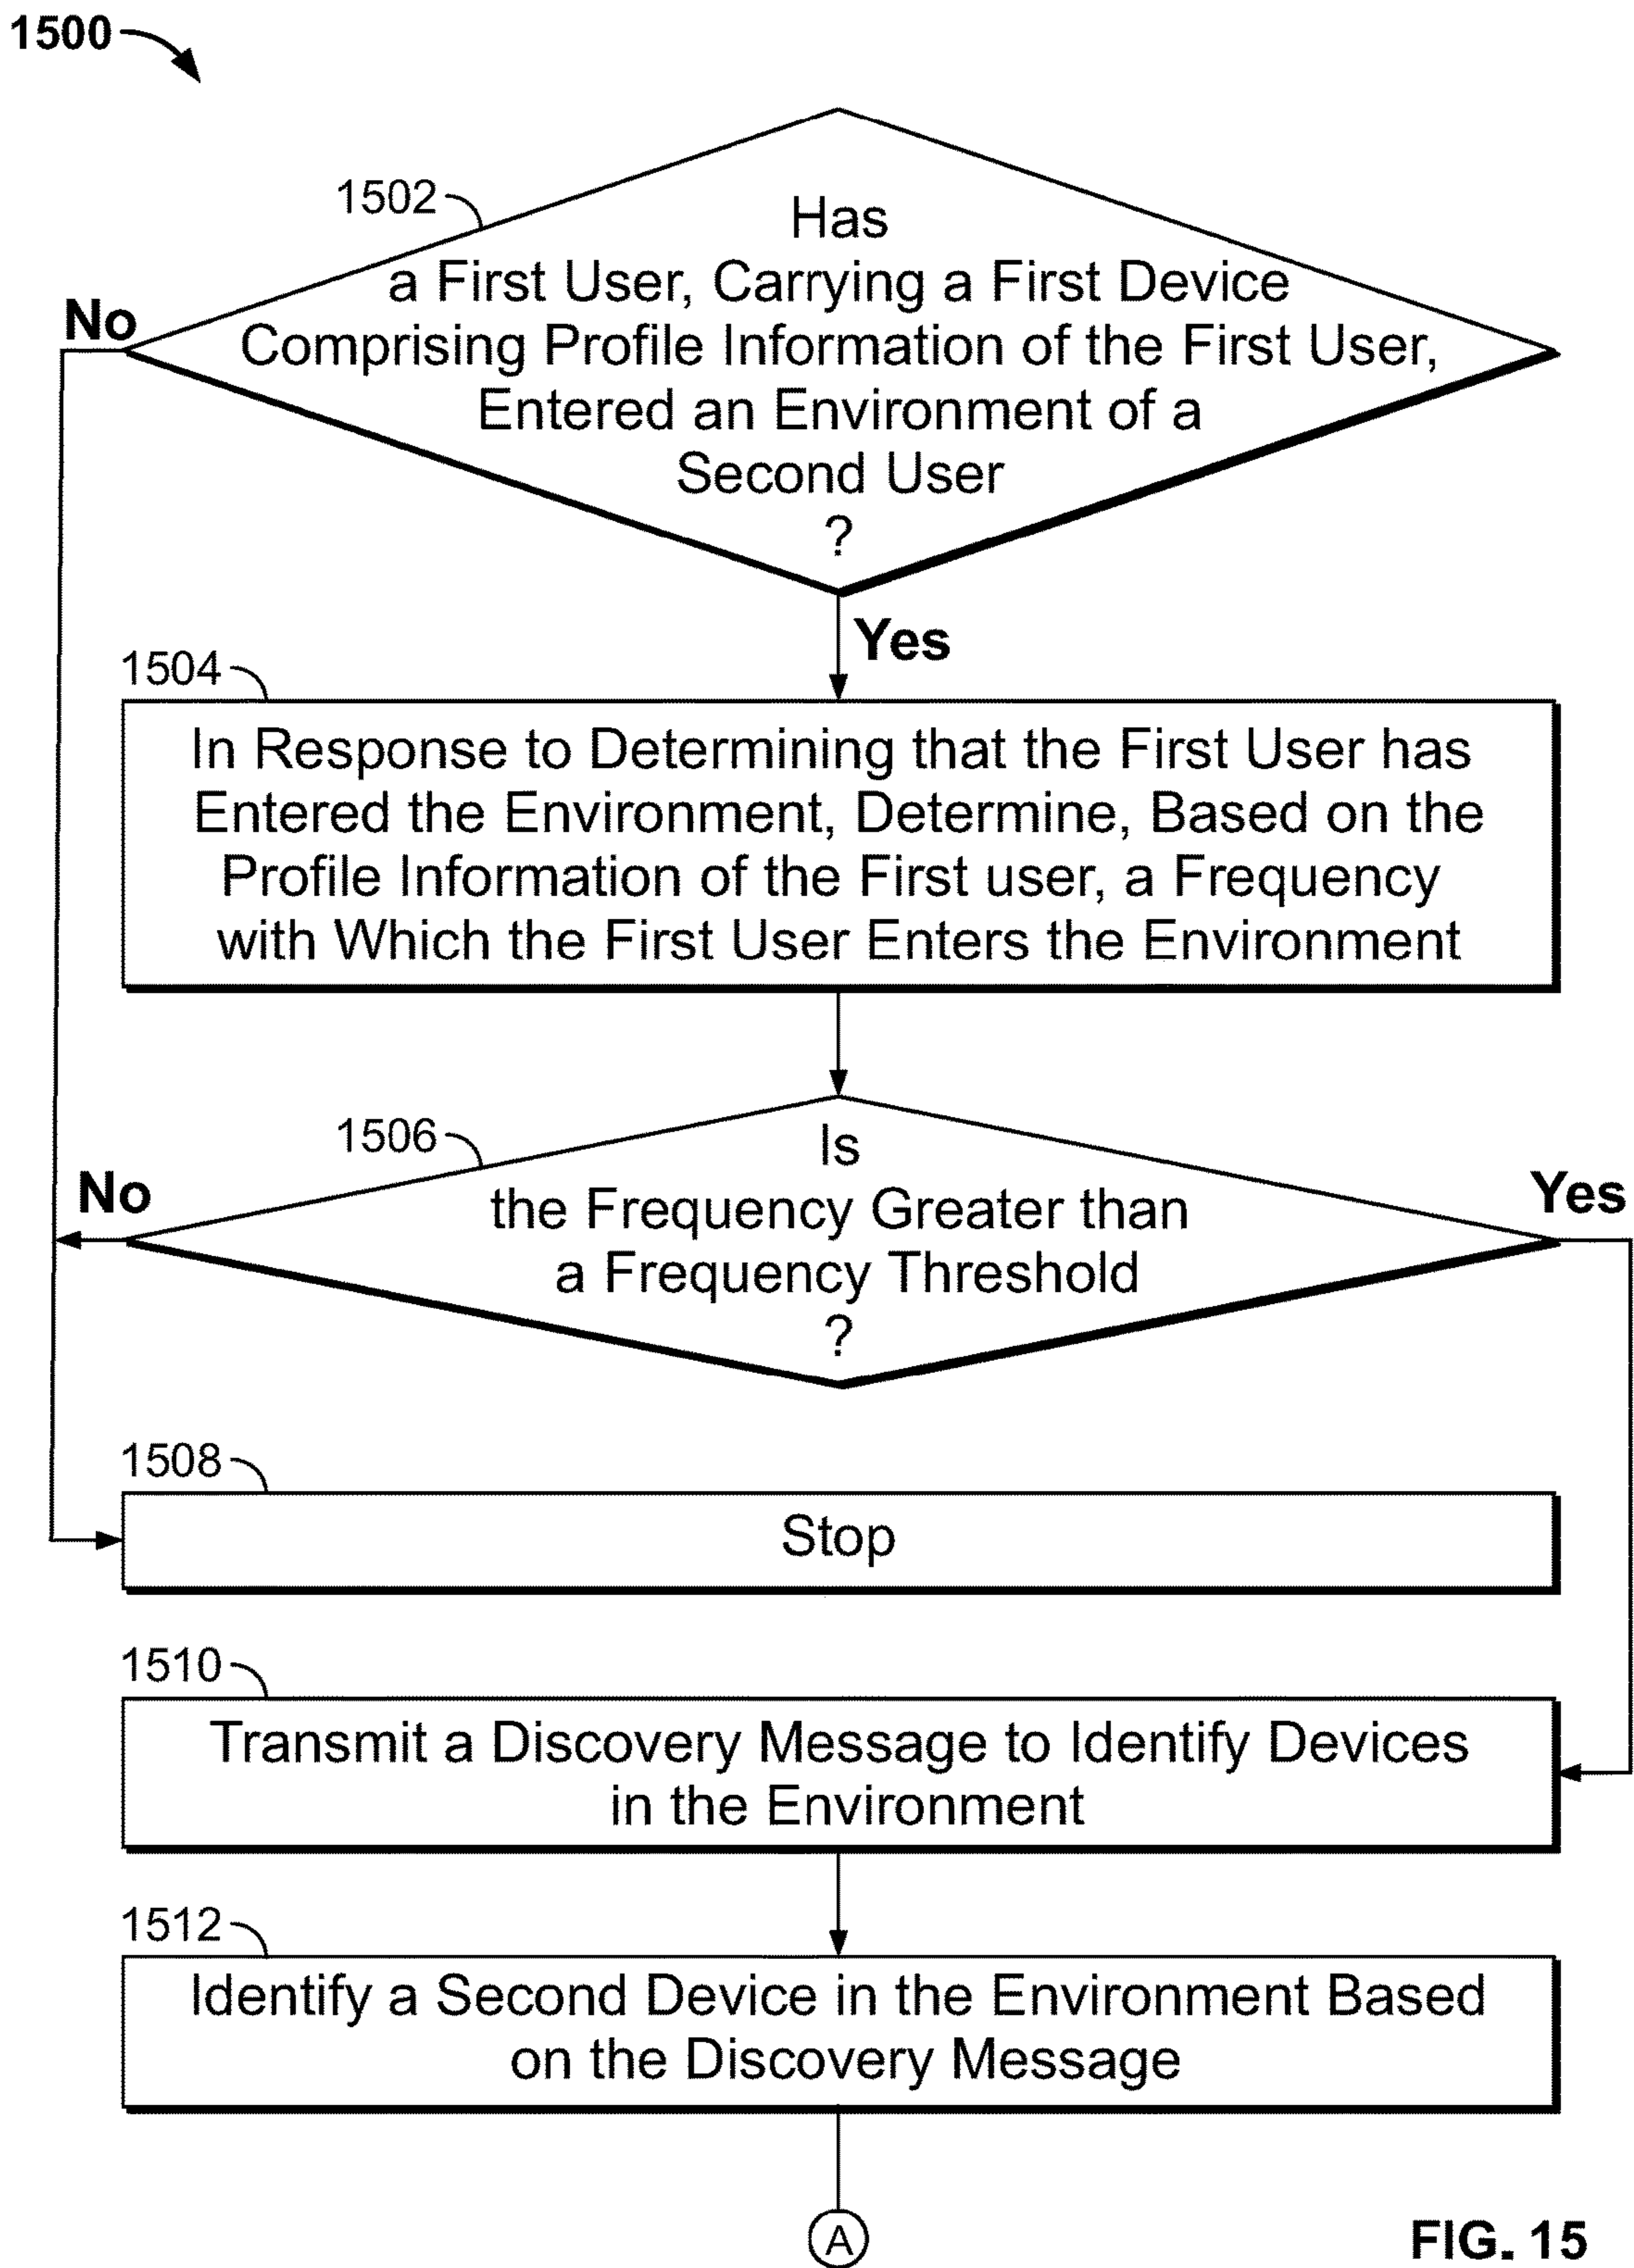 1500
1502
Has
a First User, Carrying a First Device
Comprising Profile Information of the First User,
Entered an Environment of a
Second User
?
No
Yes
1504
In Response to Determining that the First User has
Entered the Environment, Determine, Based on the
Profile Information of the First user, a Frequency
with Which the First User Enters the Environment
1506
Is
the Frequency Greater than
a Frequency Threshold
?
No
Yes
1508
Stop
1510
Transmit a Discovery Message to Identify Devices
in the Environment
1512
Identify a Second Device in the Environment Based
on the Discovery Message
A
FIG. 15